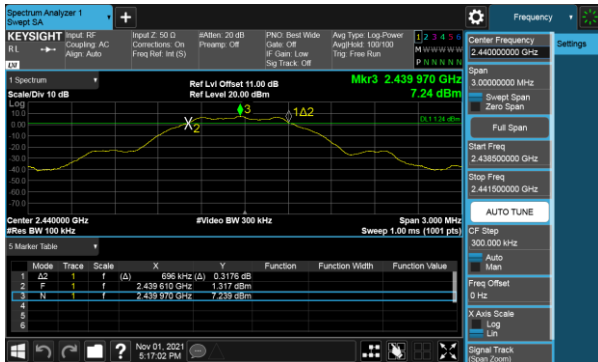 Spectrum Analyzer 1
Swept SA
+
Frequency
KEYSIGHT Input: RF Input Z: 50 Ω #Atten: 20 dB PNO: Best Wide Avg Type: Log-Power 1 2 3 4 5 6
RL Coupling: AC Corrections: On Preamp: Off Gate: Off Avg|Hold: 100/100 M W W W W W
Align: Auto Freq Ref: Int (S) IF Gain: Low Trig: Free Run
Sig Track: Off P N N N N N
LXI
1 Spectrum
Ref Lvl Offset 11.00 dB Mkr3 2.439 970 GHz
Scale/Div 10 dB Ref Level 20.00 dBm 7.24 dBm
Log
10.0
0.00
-10.0
-20.0
-30.0
-40.0
-50.0
-60.0
-70.0
3
1Δ2
2
DL1 1.24 dBm
Center 2.440000 GHz #Video BW 300 kHz Span 3.000 MHz
#Res BW 100 kHz Sweep 1.00 ms (1001 pts)
5 Marker Table
Mode Trace Scale X Y Function Function Width Function Value
1 Δ2 1 f (Δ) 696 kHz (Δ) 0.3176 dB
2 F 1 f 2.439 610 GHz 1.317 dBm
3 N 1 f 2.439 970 GHz 7.239 dBm
4
5
6
Nov 01, 2021
5:17:02 PM
Center Frequency
2.440000000 GHz
Settings
Span
3.00000000 MHz
Swept Span
Zero Span
Full Span
Start Freq
2.438500000 GHz
Stop Freq
2.441500000 GHz
AUTO TUNE
CF Step
300.000 kHz
Auto
Man
Freq Offset
0 Hz
X Axis Scale
Log
Lin
Signal Track
(Span Zoom)